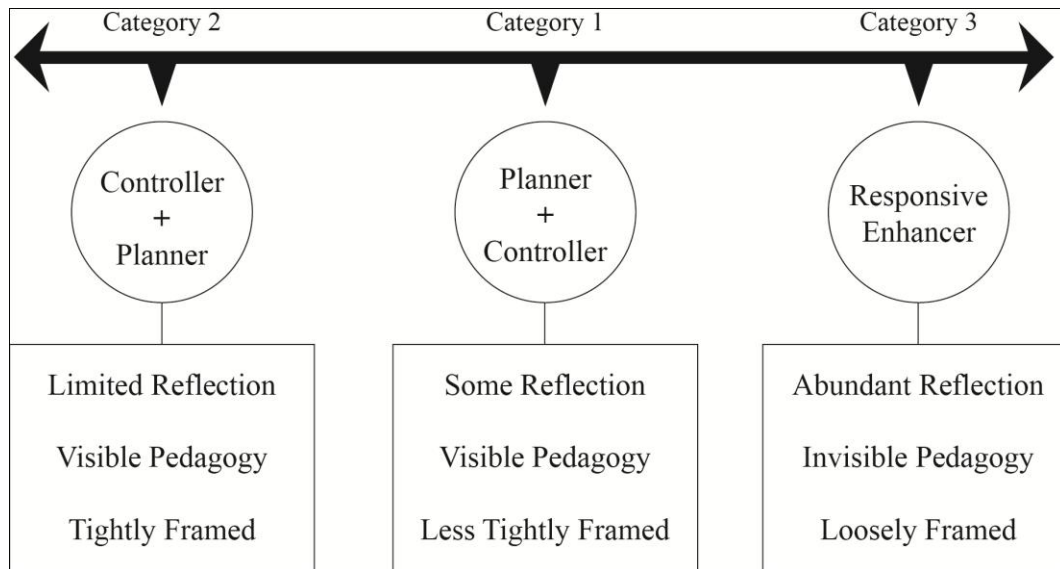 Category 2
Category 1
Category 3
Controller
+
Planner
Planner
+
Controller
Responsive
Enhancer
Limited Reflection
Visible Pedagogy
Tightly Framed
Some Reflection
Visible Pedagogy
Less Tightly Framed
Abundant Reflection
Invisible Pedagogy
Loosely Framed